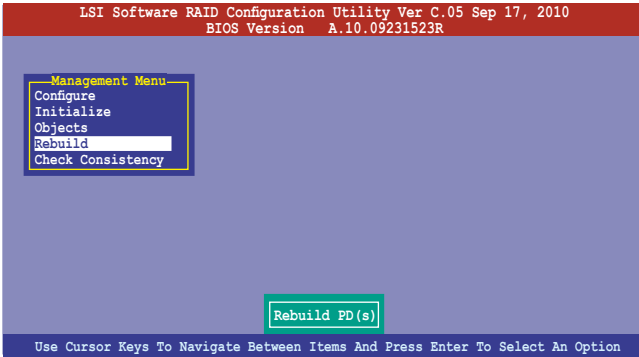 LSI Software RAID Configuration Utility Ver C.05 Sep 17, 2010
BIOS Version A.10.09231523R
Management Menu
Configure
Initialize
Objects
Rebuild
Check Consistency
Rebuild PD(s)
Use Cursor Keys To Navigate Between Items And Press Enter To Select An Option